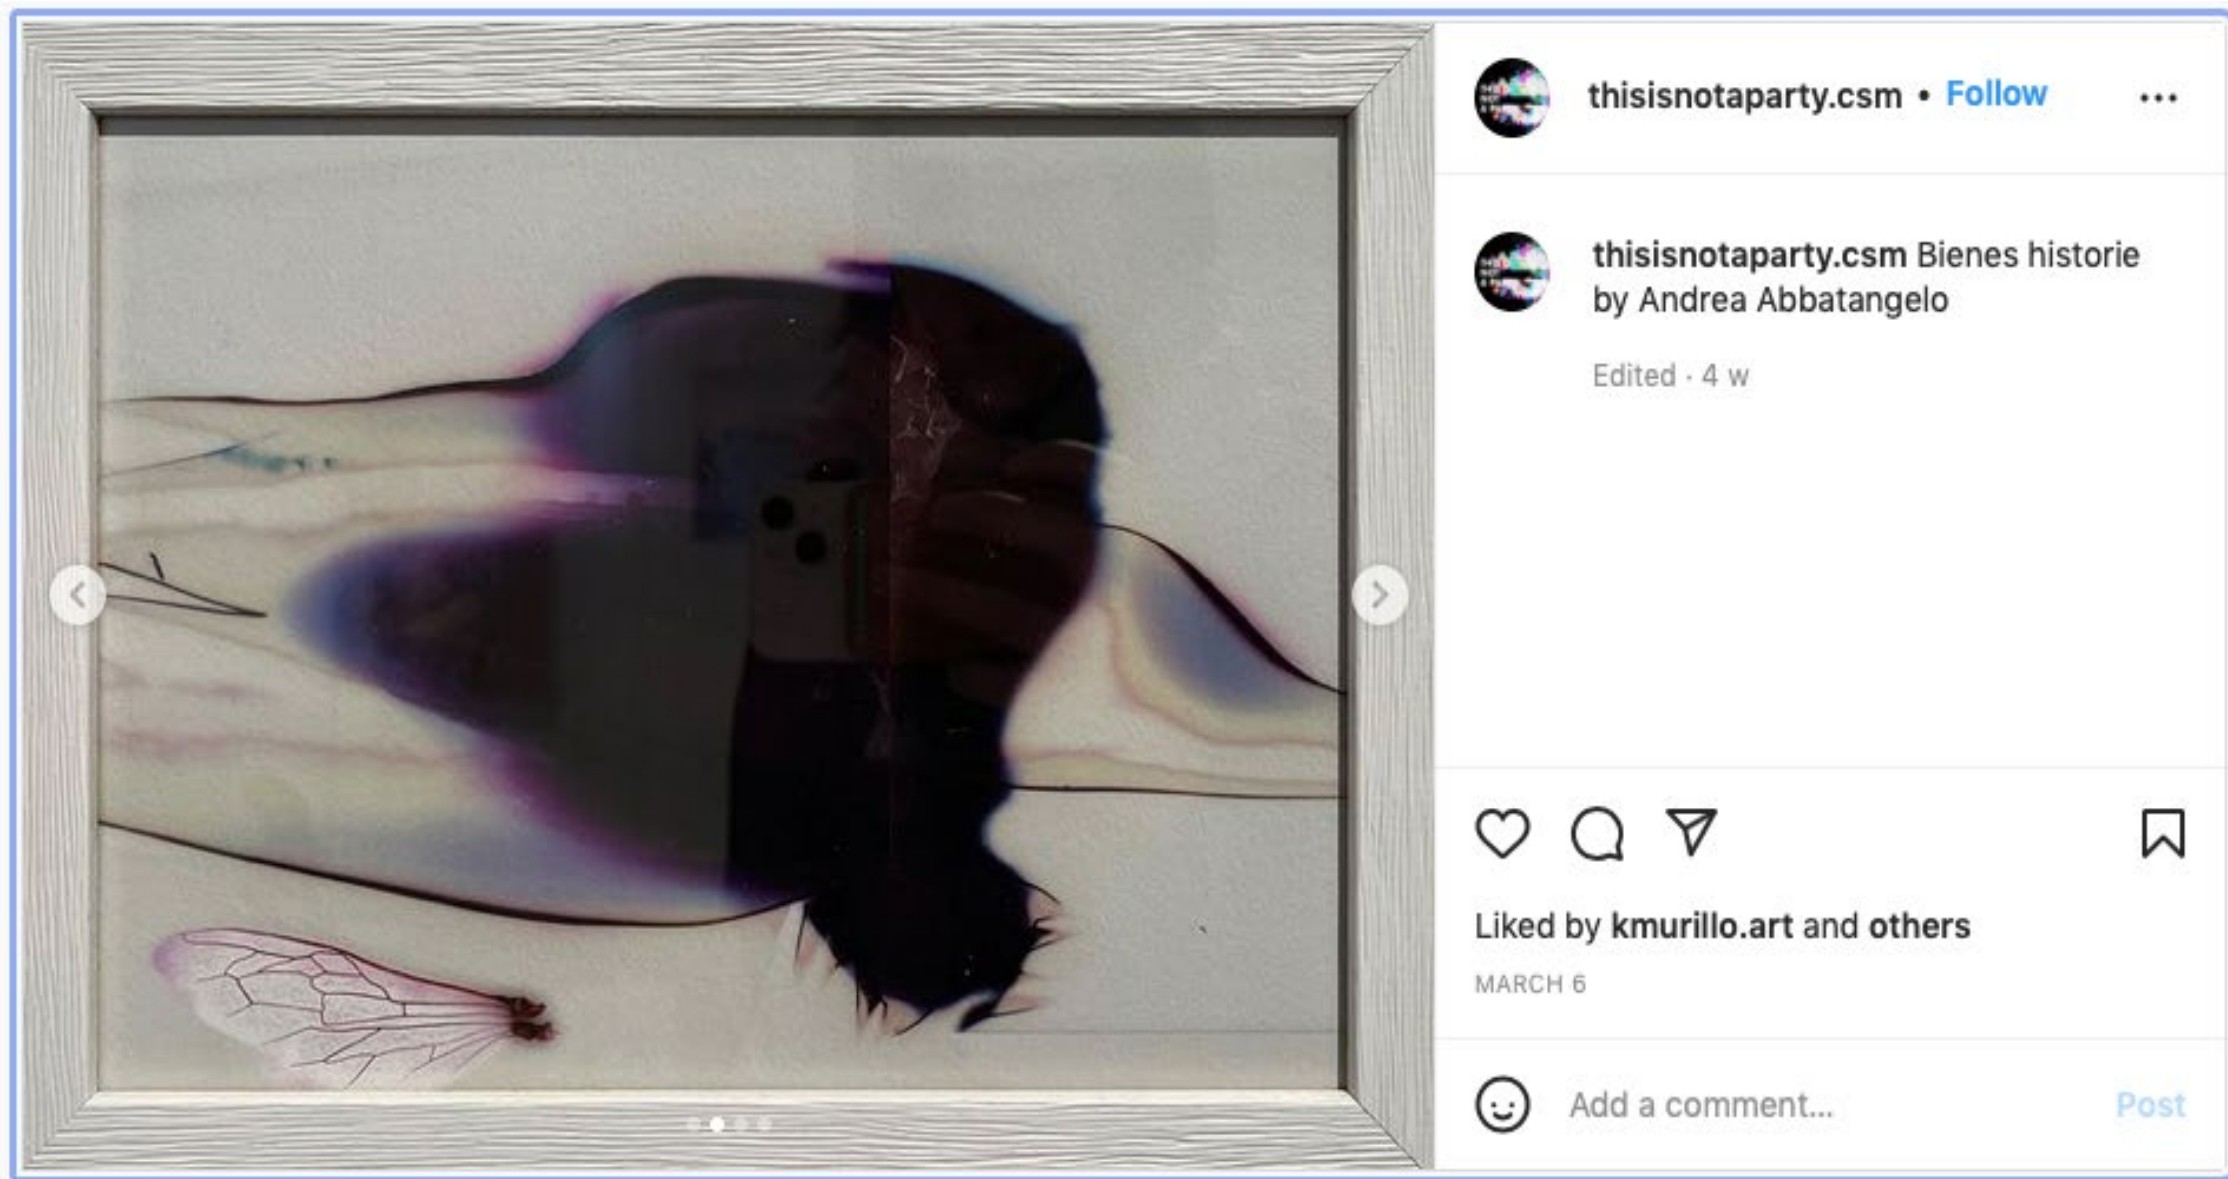 thisisnotaparty.csm • Follow
thisisnotaparty.csm Bienes historie
by Andrea Abbatangelo
Edited · 4 w
Liked by kmurillo.art and others
MARCH 6
Add a comment...
Post